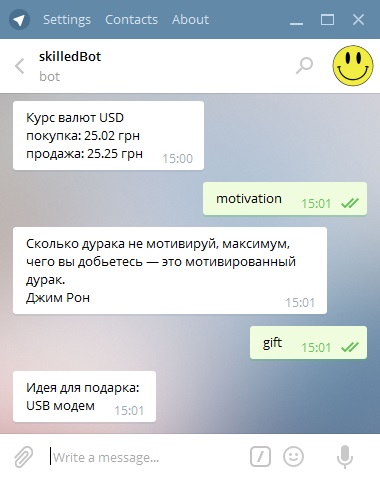 Settings Contacts About
skilledBot
bot
Курс валют USD
покупка: 25.02 грн
продажа: 25.25 грн 15:00
motivation 15:01
Сколько дурака не мотивируй, максимум,
чего вы добьетесь — это мотивированный
дурак.
Джим Рон 15:01
gift 15:01
Идея для подарка:
USB модем 15:01
Write a message...